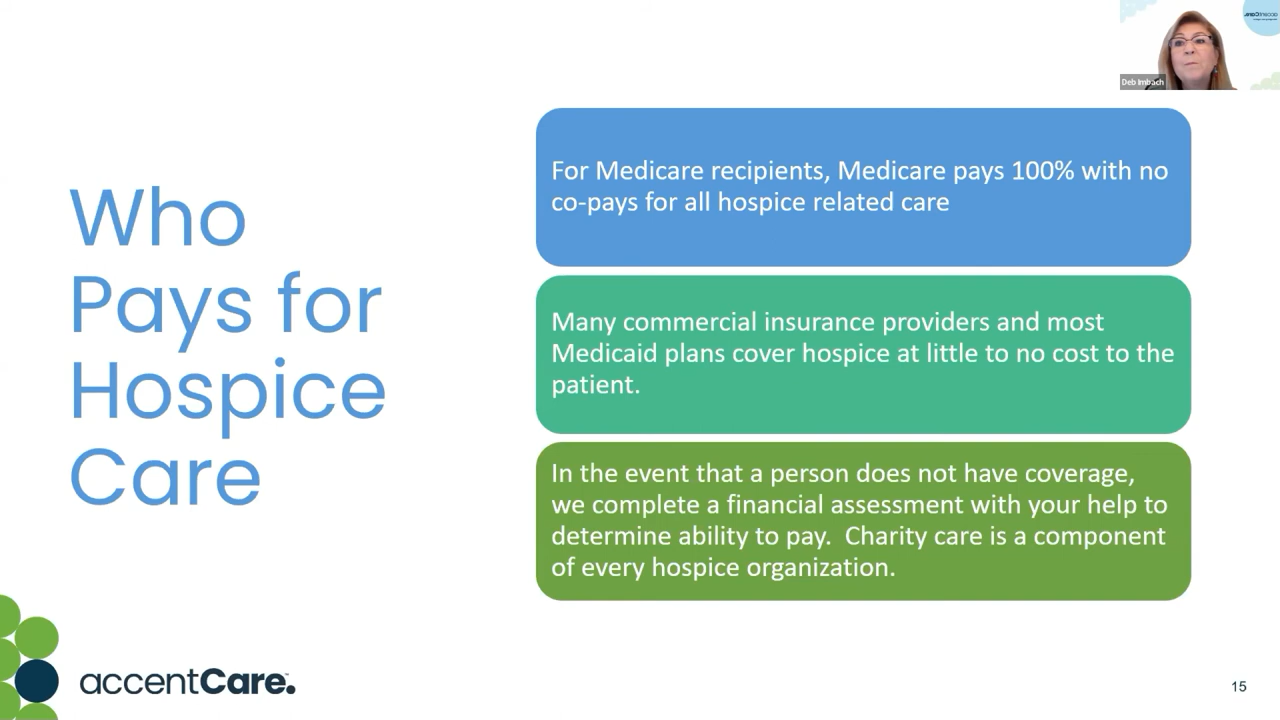 Deb Imbach
Who
Pays for
Hospice
Care
For Medicare recipients, Medicare pays 100% with no
co-pays for all hospice related care
Many commercial insurance providers and most
Medicaid plans cover hospice at little to no cost to the
patient.
In the event that a person does not have coverage,
we complete a financial assessment with your help to
determine ability to pay.  Charity care is a component
of every hospice organization.
accentCare.
15